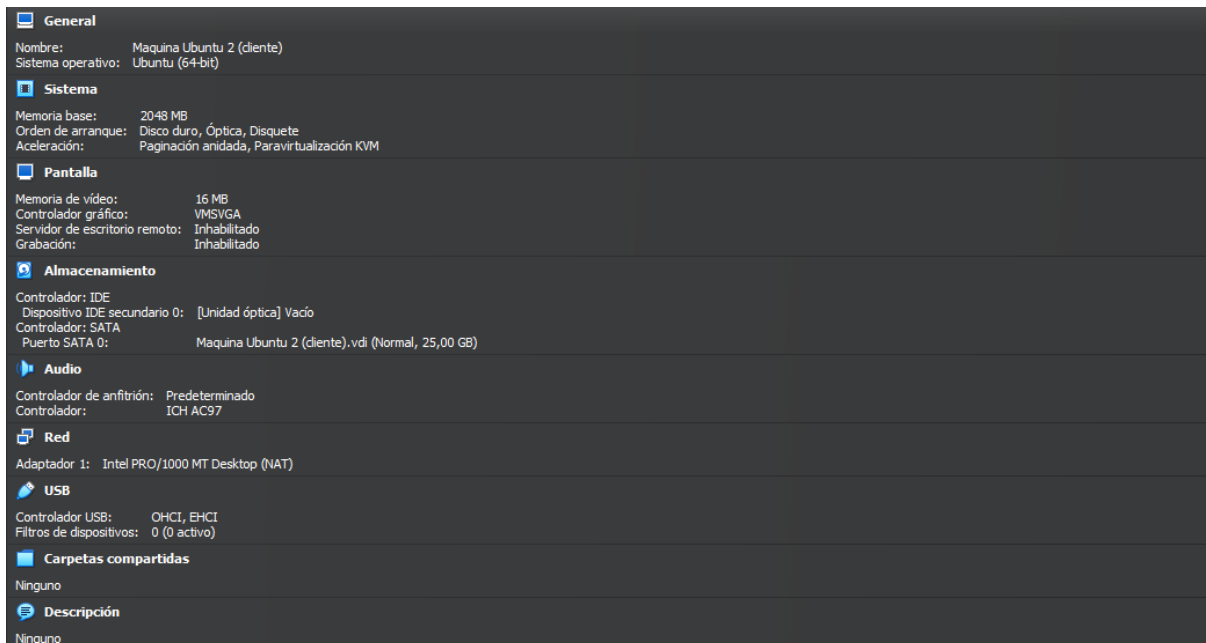 General
Nombre: Maquina Ubuntu 2 (cliente)
Sistema operativo: Ubuntu (64-bit)
Sistema
Memoria base: 2048 MB
Orden de arranque: Disco duro, Óptica, Disquete
Aceleración: Paginación anidada, Paravirtualización KVM
Pantalla
Memoria de vídeo: 16 MB
Controlador gráfico: VMSVGA
Servidor de escritorio remoto: Inhabilitado
Grabación: Inhabilitado
Almacenamiento
Controlador: IDE
Dispositivo IDE secundario 0: [Unidad óptica] Vacío
Controlador: SATA
Puerto SATA 0: Maquina Ubuntu 2 (cliente).vdi (Normal, 25,00 GB)
Audio
Controlador de anfitrión: Predeterminado
Controlador: ICH AC97
Red
Adaptador 1: Intel PRO/1000 MT Desktop (NAT)
USB
Controlador USB: OHCI, EHCI
Filtros de dispositivos: 0 (0 activo)
Carpetas compartidas
Ninguno
Descripción
Ninguno